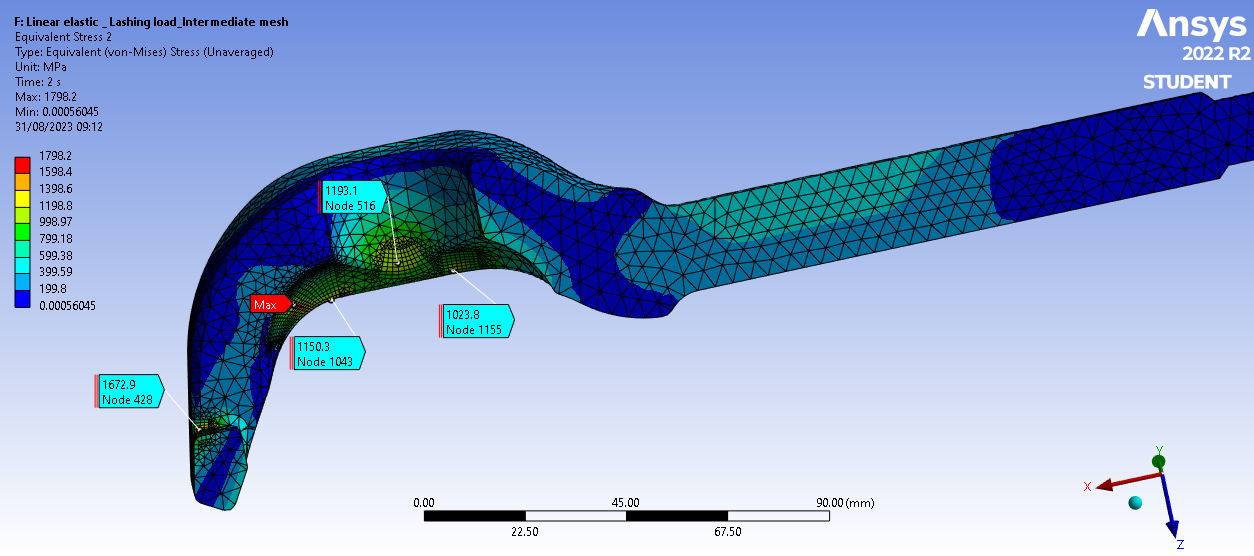 F: Linear elastic _Lashing load_Intermediate mesh
Equivalent Stress 2
Type: Equivalent (von-Mises) Stress (Unaveraged)
Unit: MPa
Time: 2 s
Max: 1798.2
Min: 0.00056045
31/08/2023 09:12
Ansys
2022 R2
STUDENT
1798.2
1598.4
1398.6
1198.8
998.97
799.18
599.38
399.59
199.8
0.00056045
1193.1
Node 516
Max
1023.8
Node 1155
1150.3
Node 1043
1672.9
Node 428
0.00
45.00
90.00 (mm)
22.50
67.50
Y
X
Z